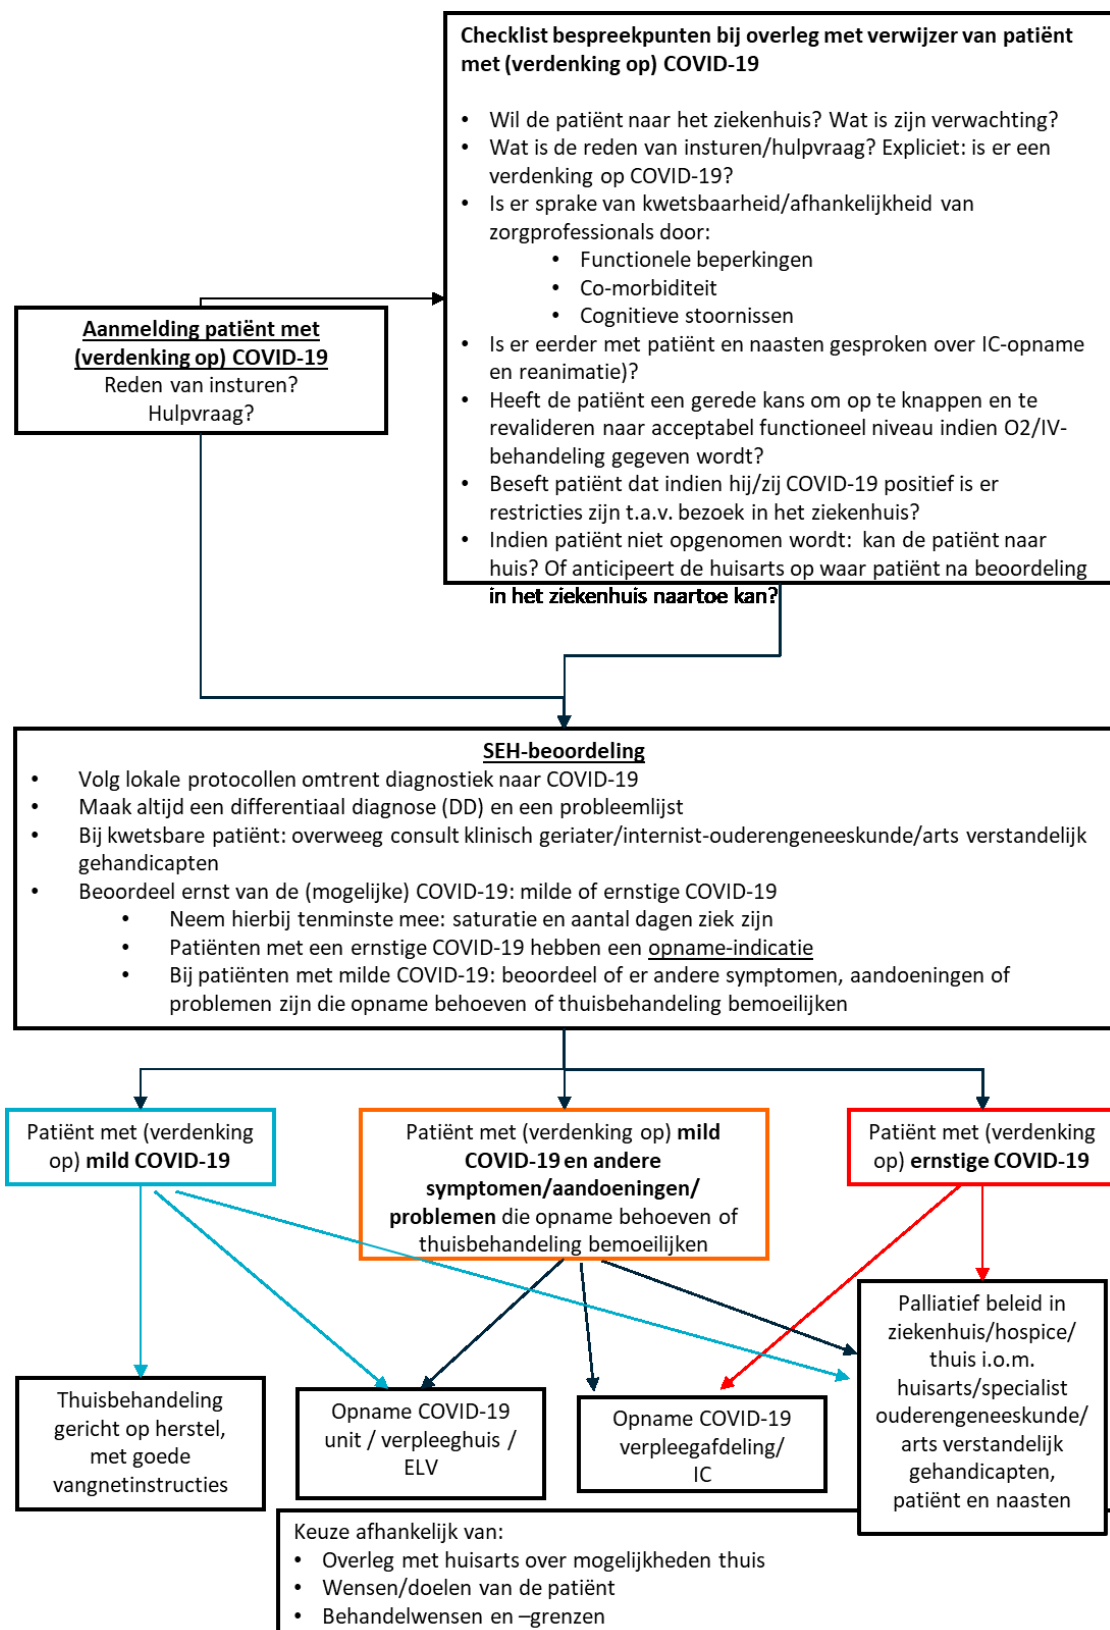 Checklist bespreekpunten bij overleg met verwijzer van patiënt
met (verdenking op) COVID-19
• Wil de patiënt naar het ziekenhuis? Wat is zijn verwachting?
• Wat is de reden van insturen/hulpvraag? Expliciet: is er een
verdenking op COVID-19?
• Is er sprake van kwetsbaarheid/afhankelijkheid van
zorgprofessionals door:
• Functionele beperkingen
• Co-morbiditeit
• Cognitieve stoornissen
• Is er eerder met patiënt en naasten gesproken over IC-opname
en reanimatie)?
• Heeft de patiënt een gerede kans om op te knappen en te
revalideren naar acceptabel functioneel niveau indien O2/IV-
behandeling gegeven wordt?
• Beseft patiënt dat indien hij/zij COVID-19 positief is er
restricties zijn t.a.v. bezoek in het ziekenhuis?
• Indien patiënt niet opgenomen wordt: kan de patiënt naar
huis? Of anticipeert de huisarts op waar patiënt na beoordeling
in het ziekenhuis naartoe kan?
Aanmelding patiënt met
(verdenking op) COVID-19
Reden van insturen?
Hulpvraag?
SEH-beoordeling
• Volg lokale protocollen omtrent diagnostiek naar COVID-19
• Maak altijd een differentiaal diagnose (DD) en een probleemlijst
• Bij kwetsbare patiënt: overweeg consult klinisch geriater/internist-ouderengeneeskunde/arts verstandelijk
gehandicapten
• Beoordeel ernst van de (mogelijke) COVID-19: milde of ernstige COVID-19
• Neem hierbij tenminste mee: saturatie en aantal dagen ziek zijn
• Patiënten met een ernstige COVID-19 hebben een opname-indicatie
• Bij patiënten met milde COVID-19: beoordeel of er andere symptomen, aandoeningen of
problemen zijn die opname behoeven of thuisbehandeling bemoeilijken
Patiënt met (verdenking
op) mild COVID-19
Patiënt met (verdenking op) mild
COVID-19 en andere
symptomen/aandoeningen/
problemen die opname behoeven of
thuisbehandeling bemoeilijken
Patiënt met (verdenking
op) ernstige COVID-19
Thuisbehandeling
gericht op herstel,
met goede
vangnetinstructies
Opname COVID-19
unit / verpleeghuis /
ELV
Opname COVID-19
verpleegafdeling/
IC
Palliatief beleid in
ziekenhuis/hospice/
thuis i.o.m.
huisarts/specialist
ouderengeneeskunde/
arts verstandelijk
gehandicapten,
patiënt en naasten
Keuze afhankelijk van:
• Overleg met huisarts over mogelijkheden thuis
• Wensen/doelen van de patiënt
• Behandelwensen en –grenzen